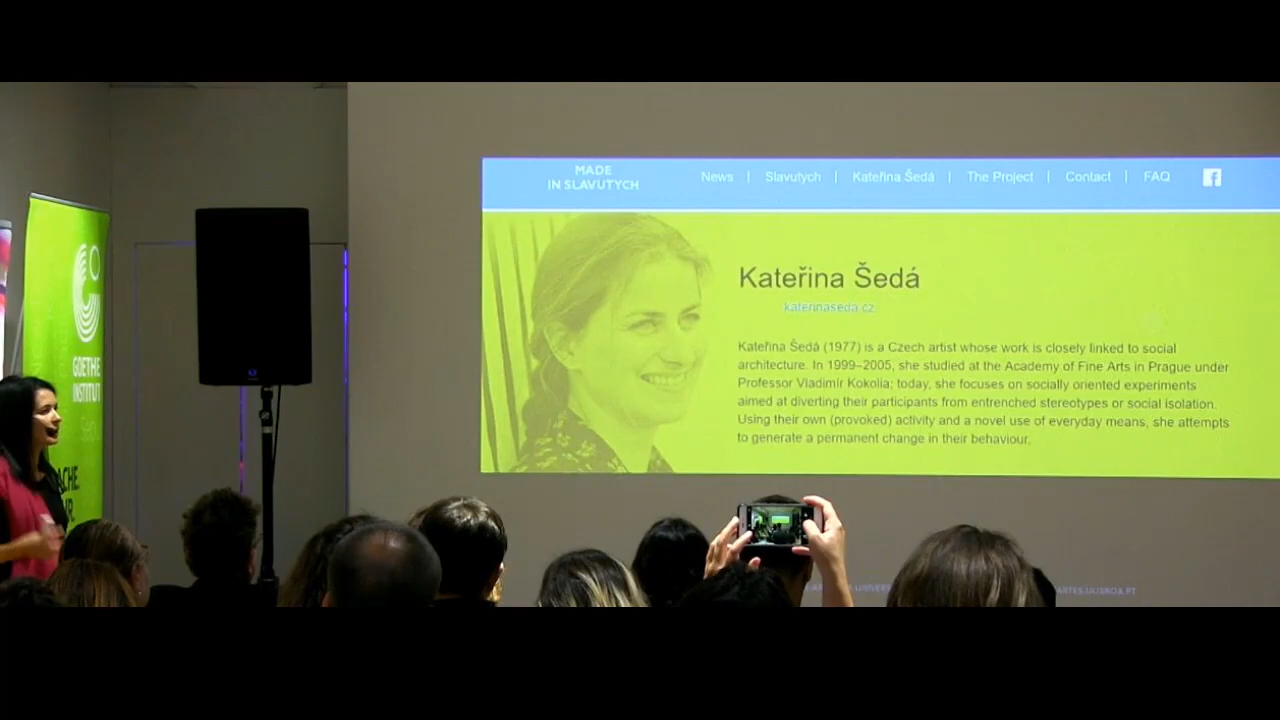 MADE
IN SLAVUTYCH
News | Slavutych | Kateřina Šedá | The Project | Contact | FAQ
Kateřina Šedá
katerinaseda.cz
Kateřina Šedá (1977) is a Czech artist whose work is closely linked to social
architecture. In 1999–2005, she studied at the Academy of Fine Arts in Prague under
Professor Vladimír Kokolia; today, she focuses on socially oriented experiments
aimed at diverting their participants from entrenched stereotypes or social isolation.
Using their own (provoked) activity and a novel use of everyday means, she attempts
to generate a permanent change in their behaviour.
GOETHE
INSTITUT
ACHE.